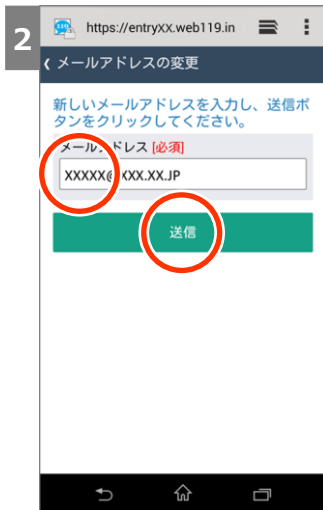 2
https://entryXX.web119.in
メールアドレスの変更
新しいメールアドレスを入力し、送信ボ
タンをクリックしてください。
メールアドレス [必須]
XXXXX@XXX.XX.JP
送信